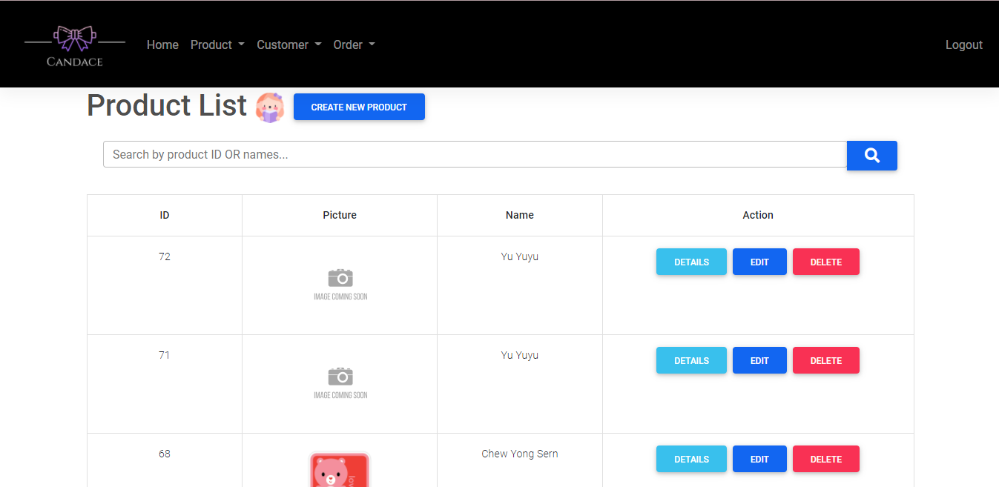 CANDACE
Home Product Customer Order Logout
Product List CREATE NEW PRODUCT
Search by product ID OR names...
ID Picture Name Action
72 Yu Yuyu DETAILS EDIT DELETE
IMAGE COMING SOON
71 Yu Yuyu DETAILS EDIT DELETE
IMAGE COMING SOON
68 Chew Yong Sern DETAILS EDIT DELETE